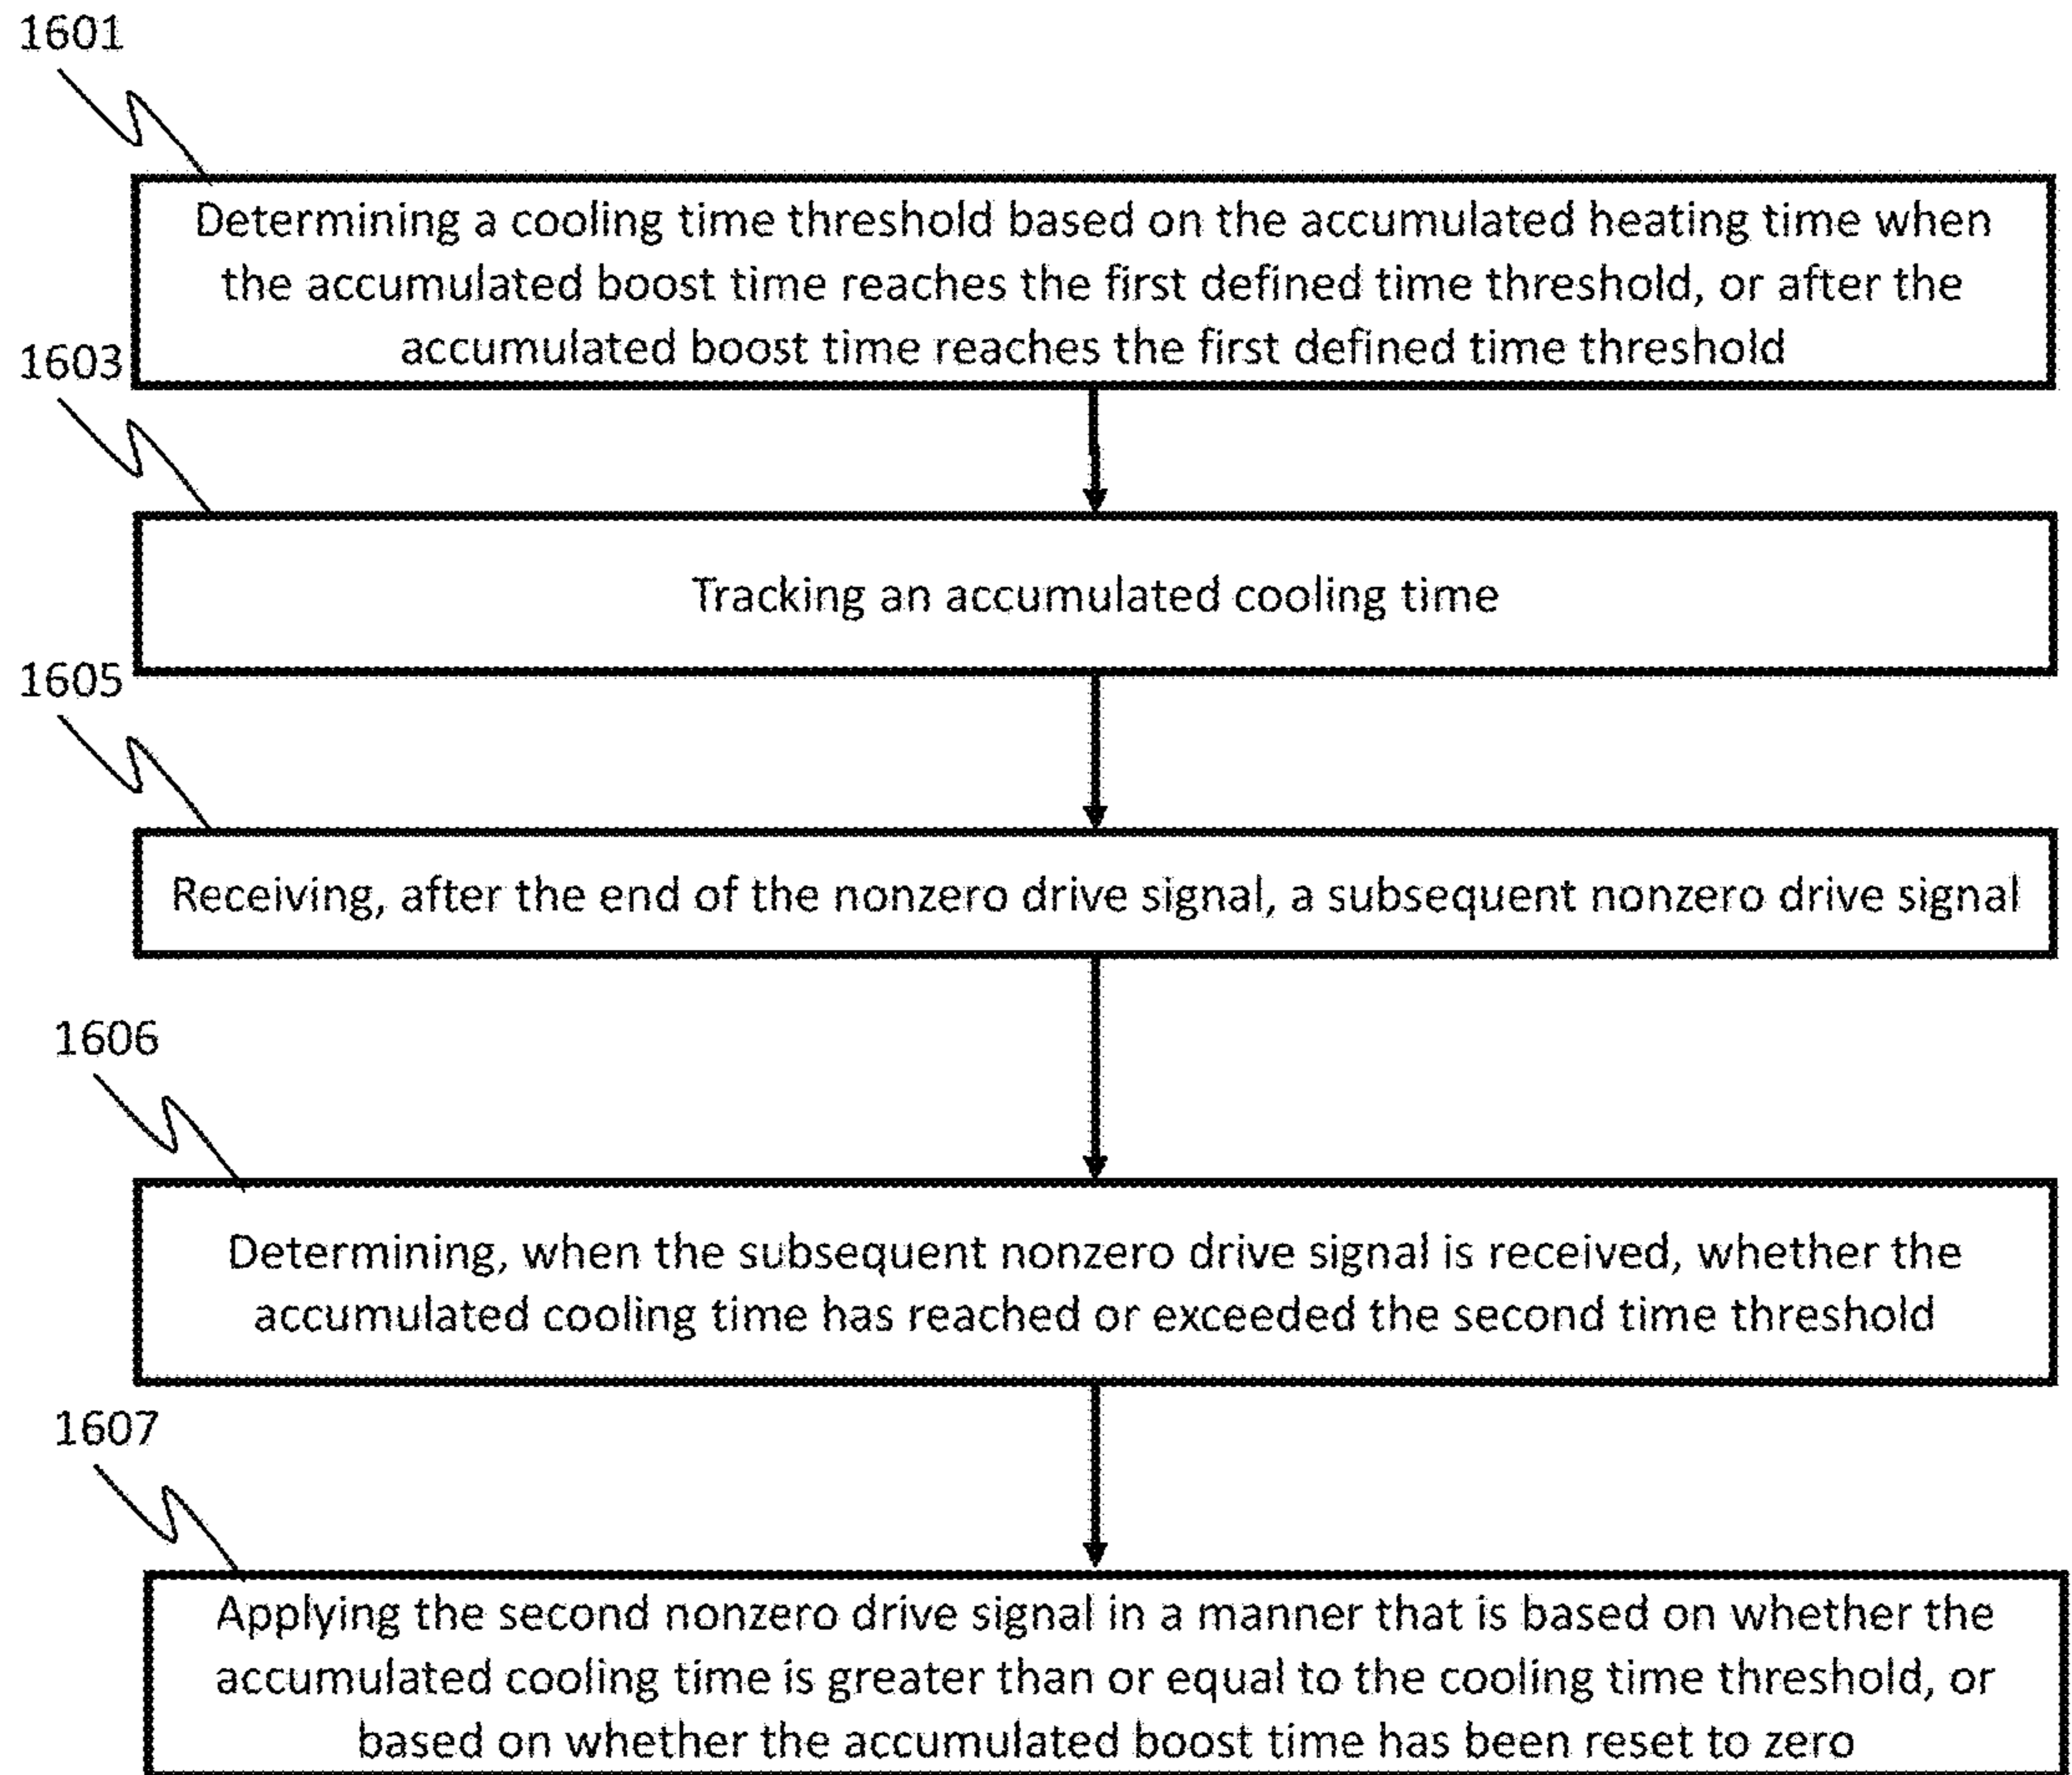 1601
Determining a cooling time threshold based on the accumulated heating time when
the accumulated boost time reaches the first defined time threshold, or after the
accumulated boost time reaches the first defined time threshold
1603
Tracking an accumulated cooling time
1605
Receiving, after the end of the nonzero drive signal, a subsequent nonzero drive signal
1606
Determining, when the subsequent nonzero drive signal is received, whether the
accumulated cooling time has reached or exceeded the second time threshold
1607
Applying the second nonzero drive signal in a manner that is based on whether the
accumulated cooling time is greater than or equal to the cooling time threshold, or
based on whether the accumulated boost time has been reset to zero